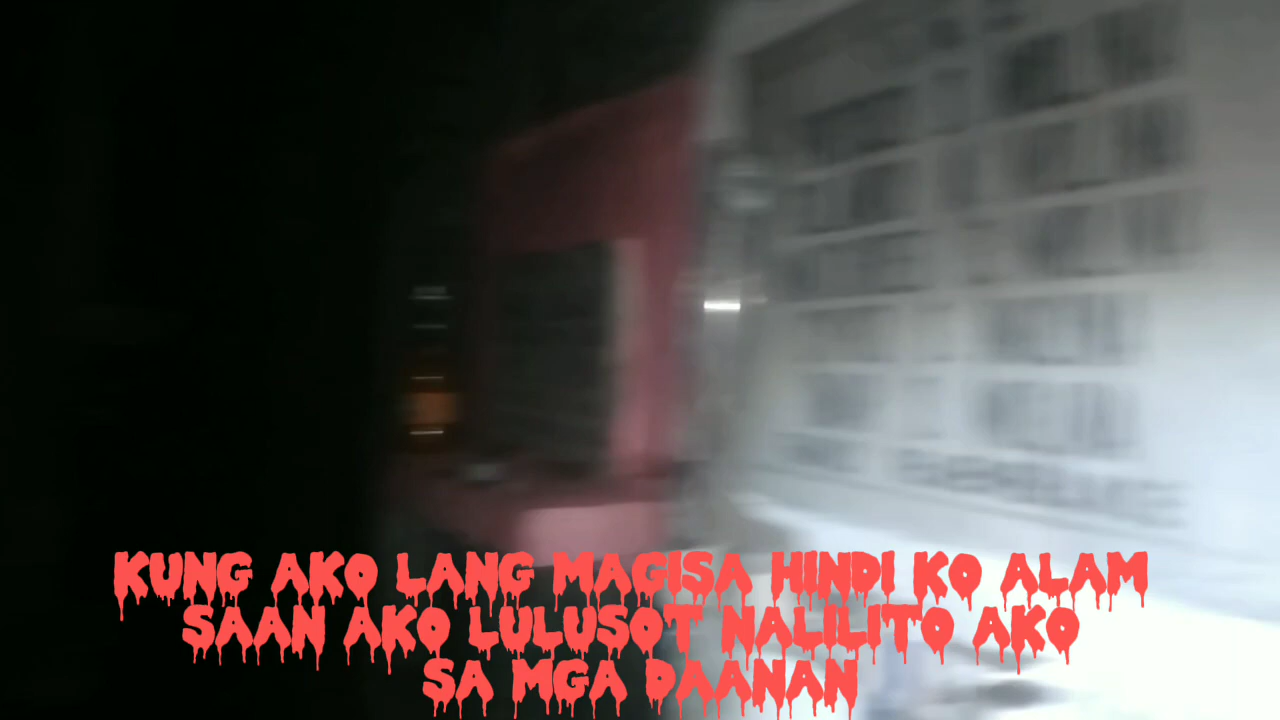 KUNG AKO LANG MAGISA HINDI KO ALAM
SAAN AKO LULUSOT NALILITO AKO
SA MGA DAANAN